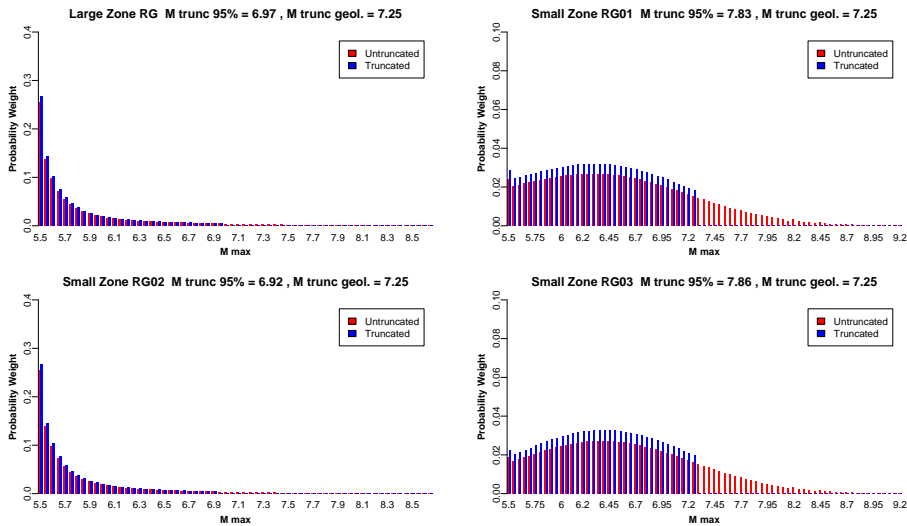 Large Zone RG  M trunc 95% = 6.97 , M trunc geol. = 7.25
Probability Weight
0.0 0.1 0.2 0.3 0.4
Untruncated
Truncated
5.5 5.7 5.9 6.1 6.3 6.5 6.7 6.9 7.1 7.3 7.5 7.7 7.9 8.1 8.3 8.5
M max
Small Zone RG01  M trunc 95% = 7.83 , M trunc geol. = 7.25
Probability Weight
0.00 0.02 0.04 0.06 0.08 0.10
Untruncated
Truncated
5.5 5.75 6 6.2 6.45 6.7 6.95 7.2 7.45 7.7 7.95 8.2 8.45 8.7 8.95 9.2
M max
Small Zone RG02  M trunc 95% = 6.92 , M trunc geol. = 7.25
Probability Weight
0.0 0.1 0.2 0.3 0.4
Untruncated
Truncated
5.5 5.7 5.9 6.1 6.3 6.5 6.7 6.9 7.1 7.3 7.5 7.7 7.9 8.1 8.3 8.5
M max
Small Zone RG03  M trunc 95% = 7.86 , M trunc geol. = 7.25
Probability Weight
0.00 0.02 0.04 0.06 0.08 0.10
Untruncated
Truncated
5.5 5.75 6 6.2 6.45 6.7 6.95 7.2 7.45 7.7 7.95 8.2 8.45 8.7 8.95 9.2
M max